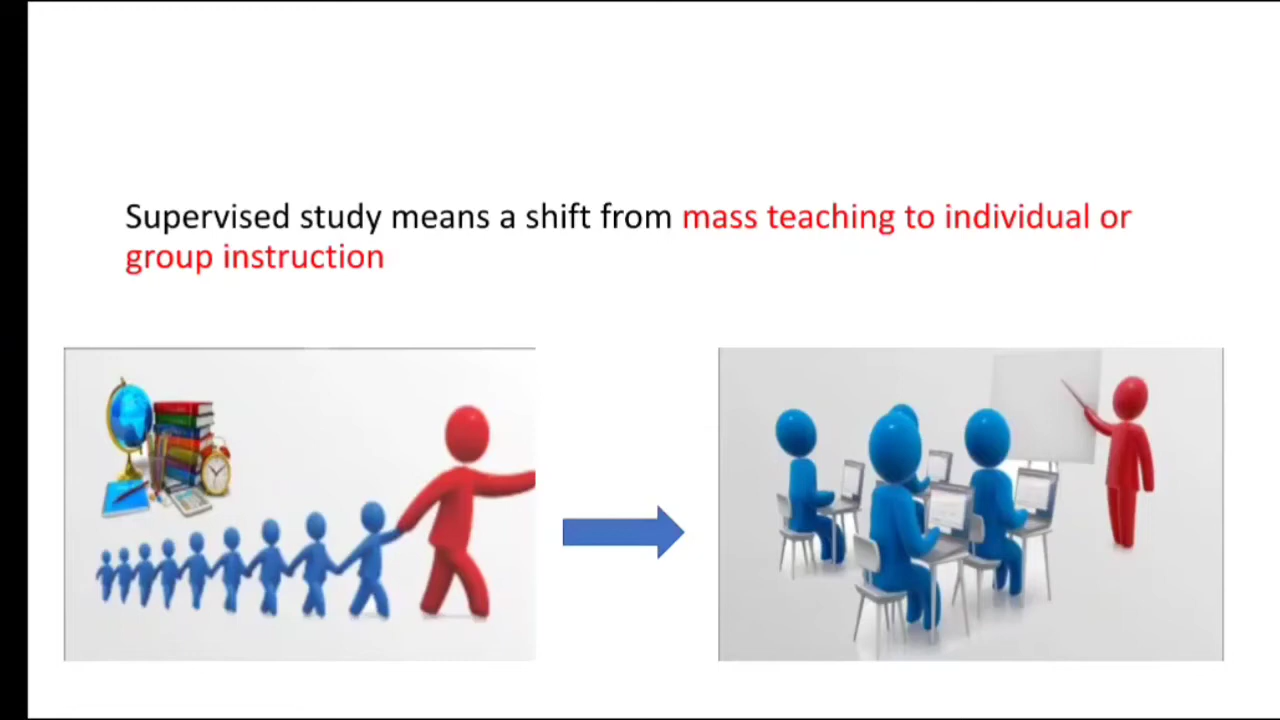 Supervised study means a shift from mass teaching to individual or
group instruction